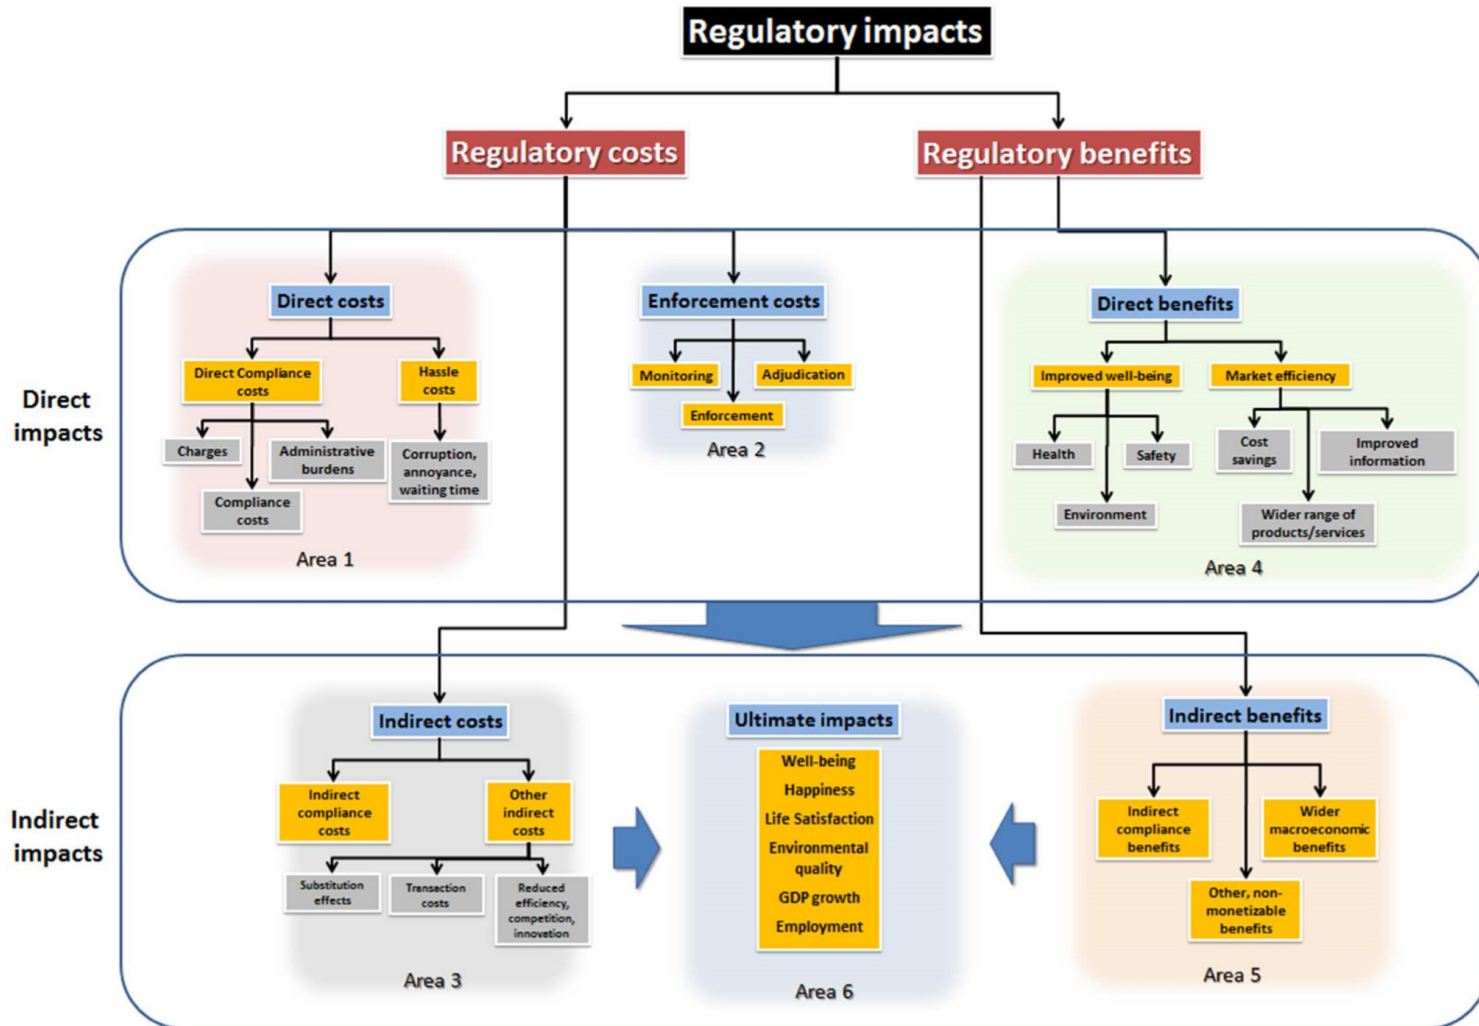 Regulatory impacts
Regulatory costs
Regulatory benefits
Direct
impacts
Direct costs
Direct Compliance
costs
Hassle
costs
Charges
Administrative
burdens
Corruption,
annoyance,
waiting time
Compliance
costs
Area 1
Enforcement costs
Monitoring
Adjudication
Enforcement
Area 2
Direct benefits
Improved well-being
Market efficiency
Health
Safety
Cost
savings
Improved
information
Environment
Wider range of
products/services
Area 4
Indirect
impacts
Indirect costs
Indirect
compliance
costs
Other
indirect
costs
Substitution
effects
Transaction
costs
Reduced
efficiency,
competition,
innovation
Area 3
Ultimate impacts
Well-being
Happiness
Life Satisfaction
Environmental
quality
GDP growth
Employment
Area 6
Indirect benefits
Indirect
compliance
benefits
Wider
macroeconomic
benefits
Other, non-
monetizable
benefits
Area 5